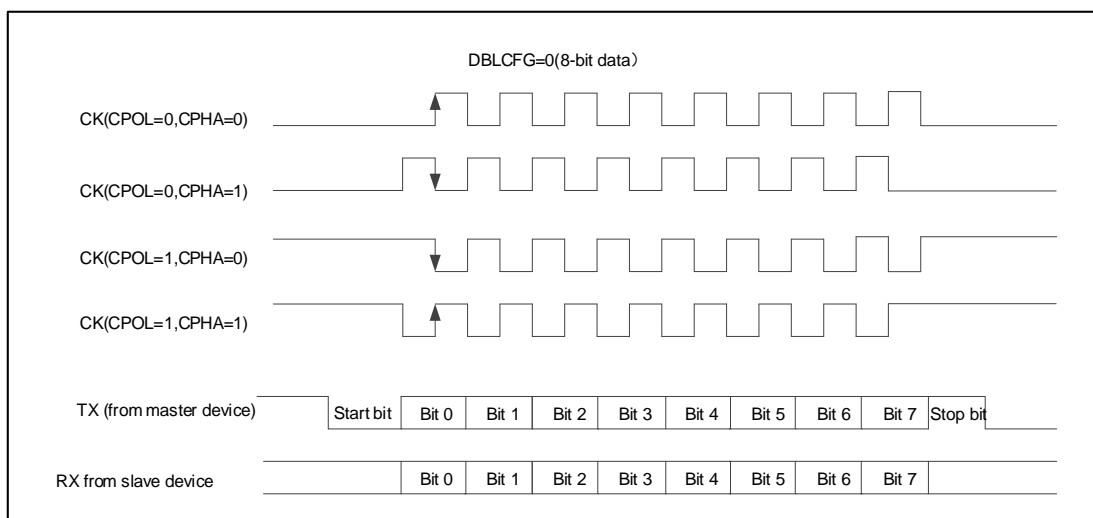 DBLCFG=0(8-bit data）
CK(CPOL=0,CPHA=0)
CK(CPOL=0,CPHA=1)
CK(CPOL=1,CPHA=0)
CK(CPOL=1,CPHA=1)
TX (from master device) Start bit Bit 0 Bit 1 Bit 2 Bit 3 Bit 4 Bit 5 Bit 6 Bit 7 Stop bit
RX from slave device Bit 0 Bit 1 Bit 2 Bit 3 Bit 4 Bit 5 Bit 6 Bit 7